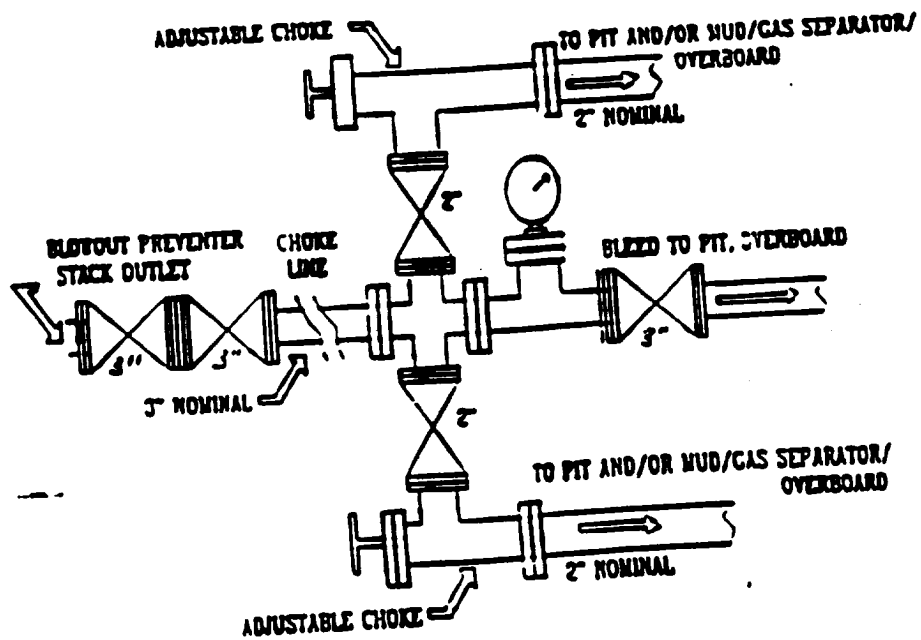 ADJUSTABLE CHOKE
TO PIT AND/OR MUD/GAS SEPARATOR/
OVERBOARD
2" NOMINAL
2"
BLOWOUT PREVENTER
STACK OUTLET
CHOKE
LINE
BLEED TO PIT, OVERBOARD
3"
3"
3"
3" NOMINAL
2"
TO PIT AND/OR MUD/GAS SEPARATOR/
OVERBOARD
2" NOMINAL
ADJUSTABLE CHOKE